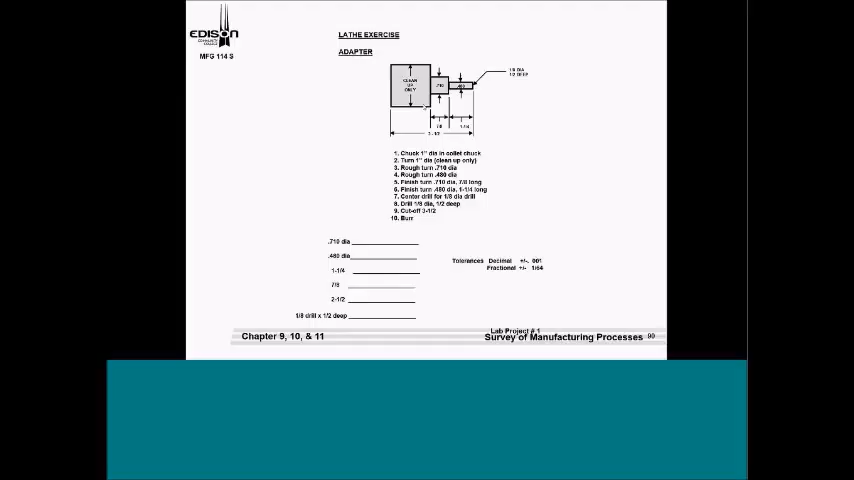 EDISON
COMMUNITY
COLLEGE
MFG 114 S
LATHE EXERCISE
ADAPTER
CLEAN
UP
ONLY
.710
.480
1/8 DIA
1/2 DEEP
7/8
1-1/4
3-1/2
1. Chuck 1" dia in collet chuck
2. Turn 1" dia (clean up only)
3. Rough turn .710 dia
4. Rough turn .480 dia
5. Finish turn .710 dia, 7/8 long
6. Finish turn .480 dia, 1-1/4 long
7. Center drill for 1/8 dia drill
8. Drill 1/8 dia, 1/2 deep
9. Cut-off 3-1/2
10. Burr
.710 dia
.480 dia
1-1/4
7/8
2-1/2
1/8 drill x 1/2 deep
Tolerances Decimal +/-. 001
Fractional +/- 1/64
Chapter 9, 10, & 11
Lab Project # 1
Survey of Manufacturing Processes 90